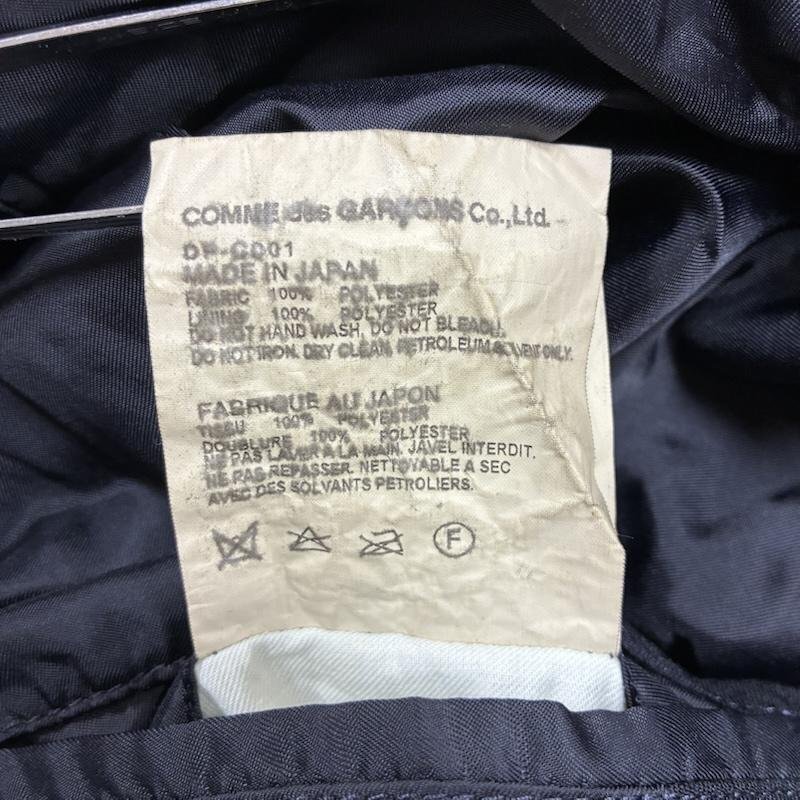 COMME des GARÇONS Co.,Ltd.
MADE IN JAPAN
FABRIC 100% POLYESTER
LINING 100% POLYESTER
DO NOT HAND WASH, DO NOT BLEACH.
DO NOT IRON. DRY CLEAN, PETROLEUM SOLVENT ONLY.
FABRIQUE AU JAPON
TISSU 100% POLYESTER
DOUBLURE 100% POLYESTER
NE PAS LAVER A LA MAIN. JAVEL INTERDIT.
NE PAS REPASSER. NETTOYABLE A SEC
AVEC DES SOLVANTS PETROLIERS.
F